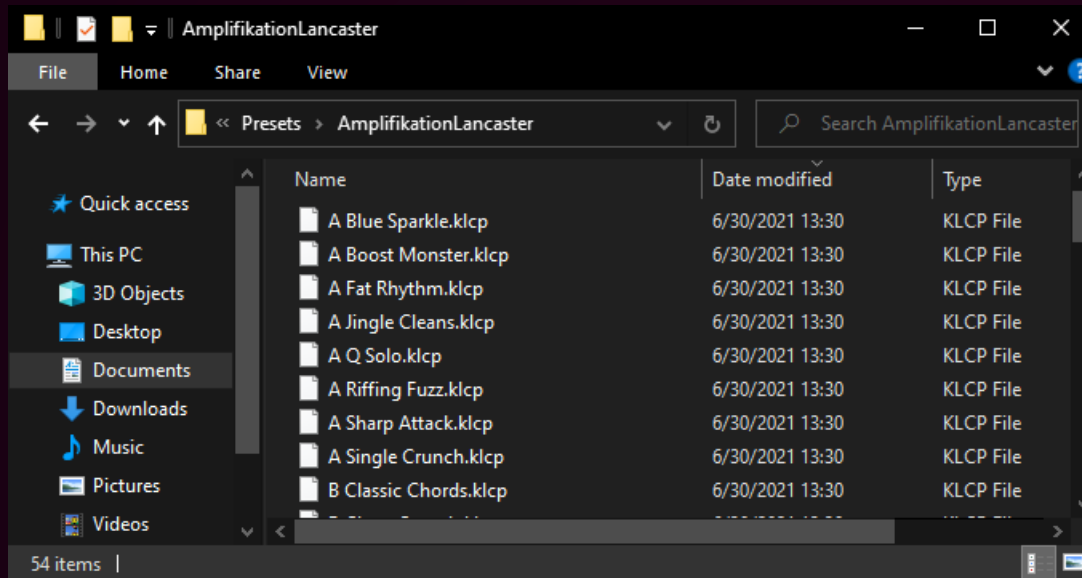 AmplifikationLancaster
File Home Share View
« Presets > AmplifikationLancaster Search AmplifikationLancaster
Name Date modified Type
Quick access
This PC
3D Objects
Desktop
Documents
Downloads
Music
Pictures
Videos
A Blue Sparkle.klcp 6/30/2021 13:30 KLCP File
A Boost Monster.klcp 6/30/2021 13:30 KLCP File
A Fat Rhythm.klcp 6/30/2021 13:30 KLCP File
A Jingle Cleans.klcp 6/30/2021 13:30 KLCP File
A Q Solo.klcp 6/30/2021 13:30 KLCP File
A Riffing Fuzz.klcp 6/30/2021 13:30 KLCP File
A Sharp Attack.klcp 6/30/2021 13:30 KLCP File
A Single Crunch.klcp 6/30/2021 13:30 KLCP File
B Classic Chords.klcp 6/30/2021 13:30 KLCP File
54 items